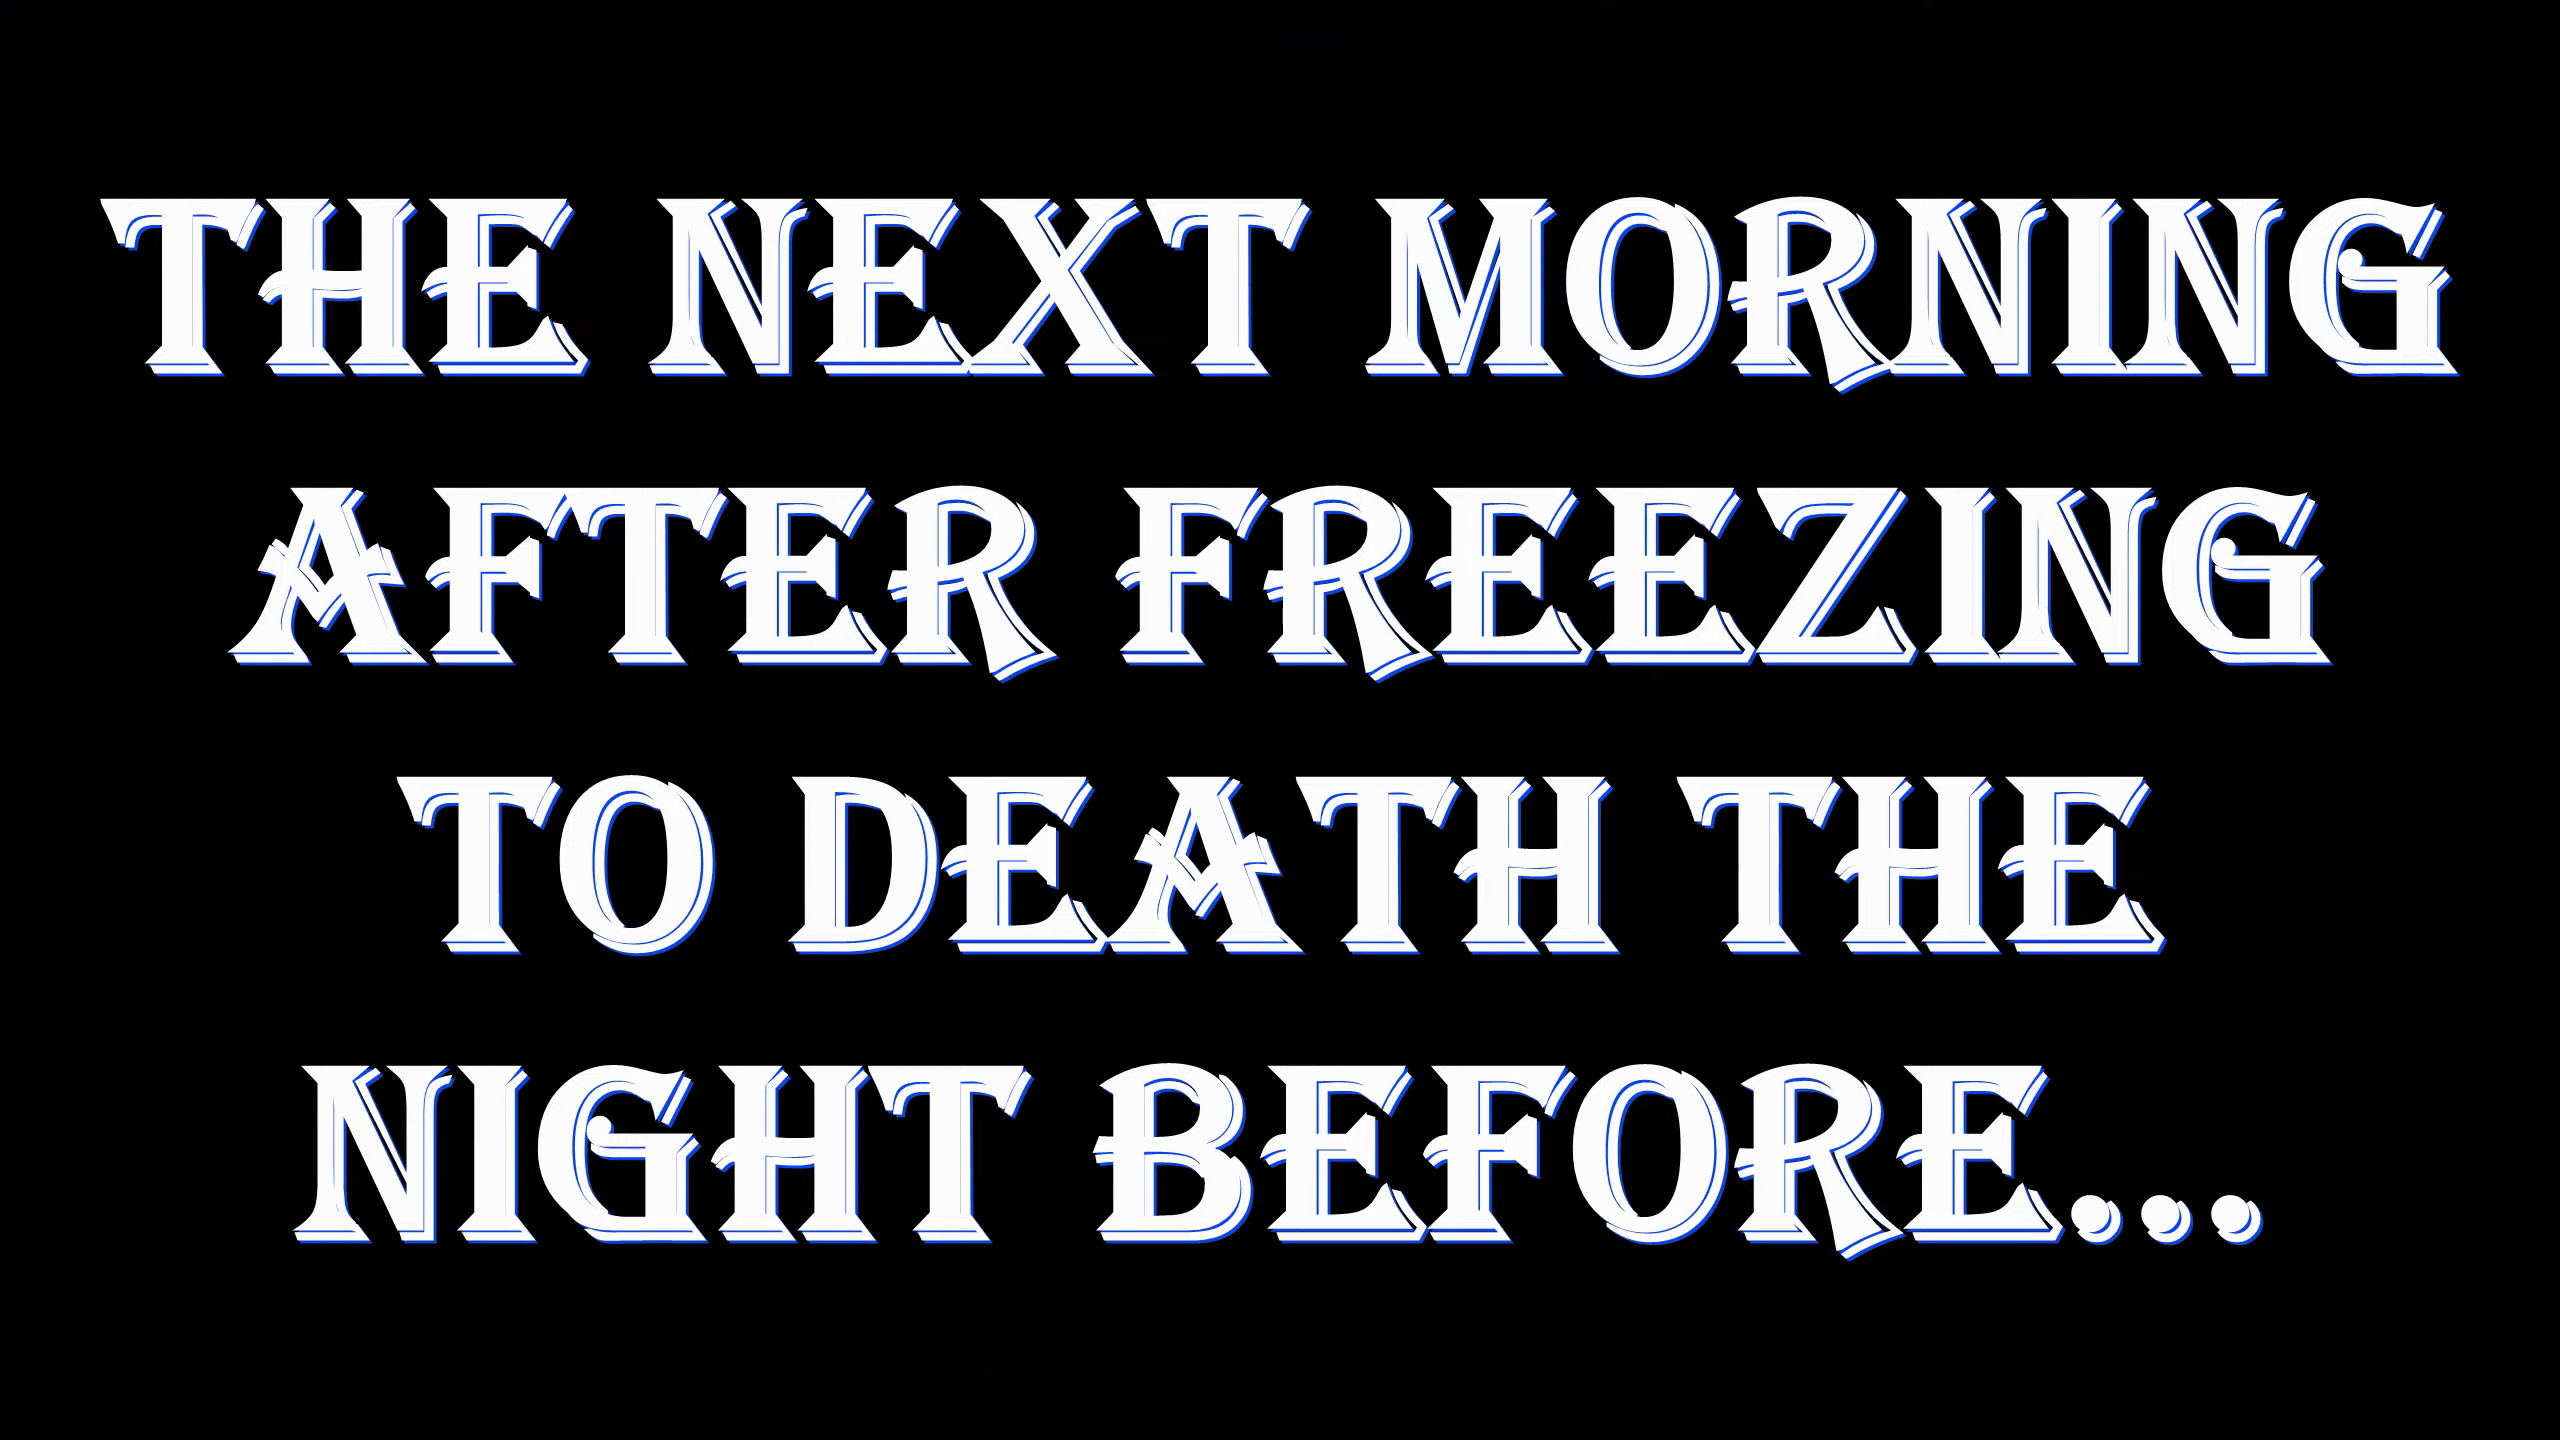 THE NEXT MORNING
AFTER FREEZING
TO DEATH THE
NIGHT BEFORE...